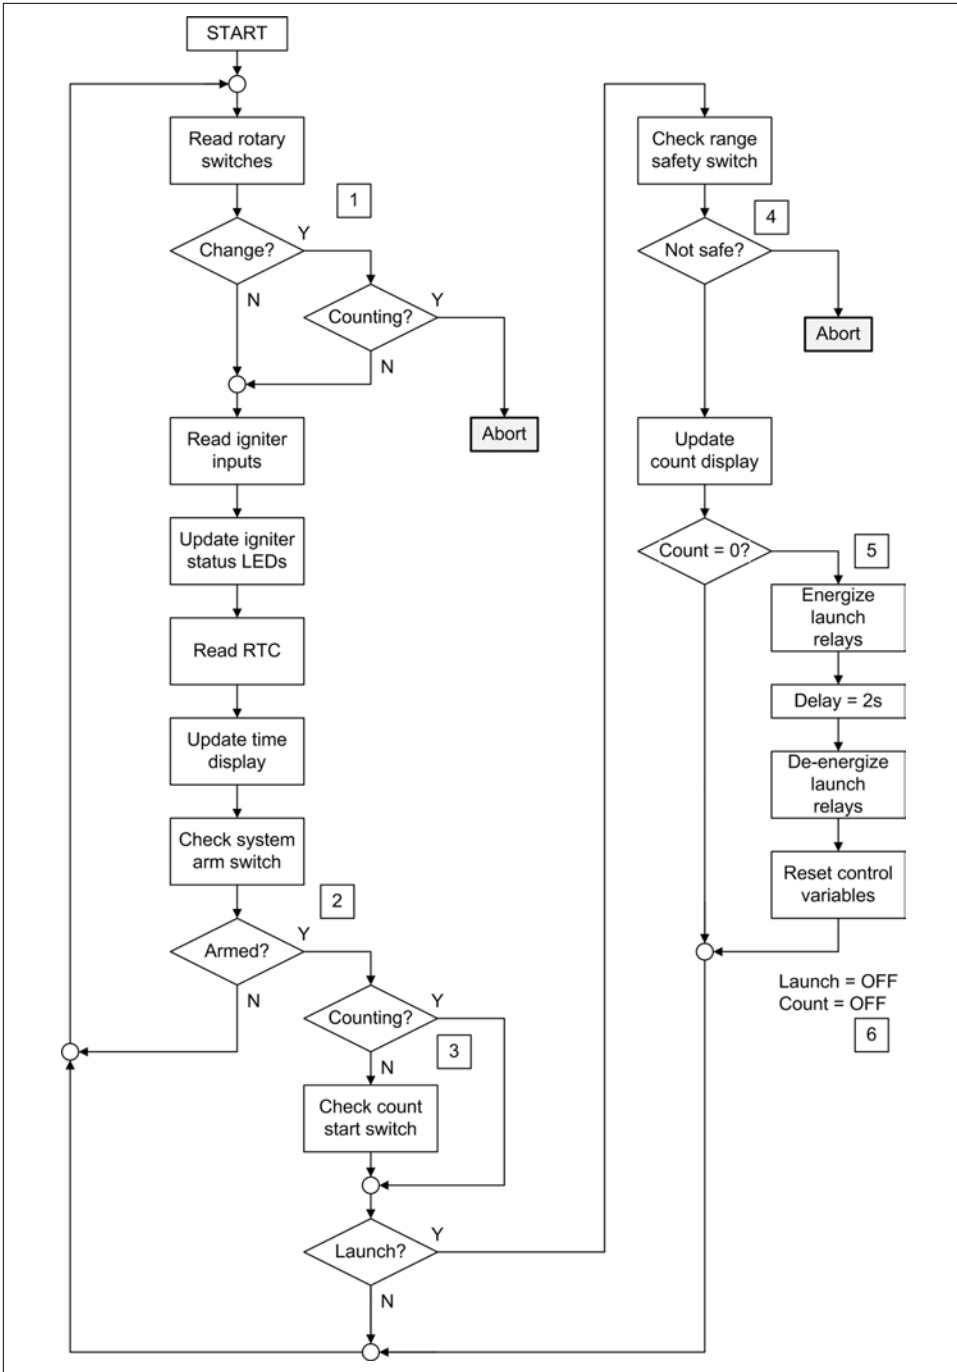 START
Read rotary
switches
1
Change?
Y
N
Counting?
Y
N
Abort
Read igniter
inputs
Update igniter
status LEDs
Read RTC
Update time
display
Check system
arm switch
2
Armed?
Y
N
Counting?
Y
3
N
Check count
start switch
Launch?
Y
N
Check range
safety switch
4
Not safe?
Abort
Update
count display
Count = 0?
5
Energize
launch
relays
Delay = 2s
De-energize
launch
relays
Reset control
variables
Launch = OFF
Count = OFF
6